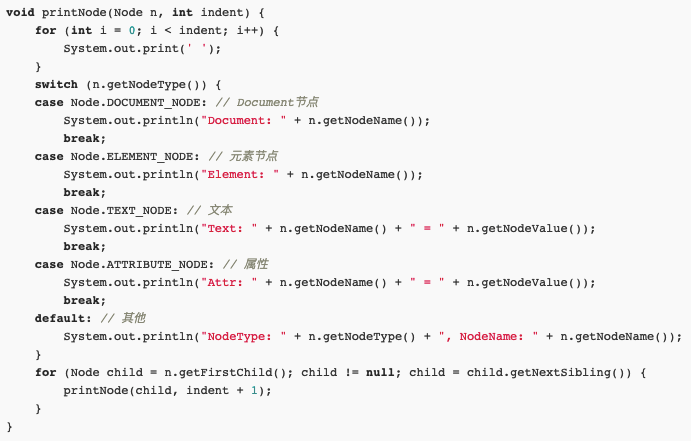 void printNode(Node n, int indent) {
    for (int i = 0; i < indent; i++) {
        System.out.print(' ');
    }
    switch (n.getNodeType()) {
    case Node.DOCUMENT_NODE: // Document节点
        System.out.println("Document: " + n.getNodeName());
        break;
    case Node.ELEMENT_NODE: // 元素节点
        System.out.println("Element: " + n.getNodeName());
        break;
    case Node.TEXT_NODE: // 文本
        System.out.println("Text: " + n.getNodeName() + " = " + n.getNodeValue());
        break;
    case Node.ATTRIBUTE_NODE: // 属性
        System.out.println("Attr: " + n.getNodeName() + " = " + n.getNodeValue());
        break;
    default: // 其他
        System.out.println("NodeType: " + n.getNodeType() + ", NodeName: " + n.getNodeName());
    }
    for (Node child = n.getFirstChild(); child != null; child = child.getNextSibling()) {
        printNode(child, indent + 1);
    }
}